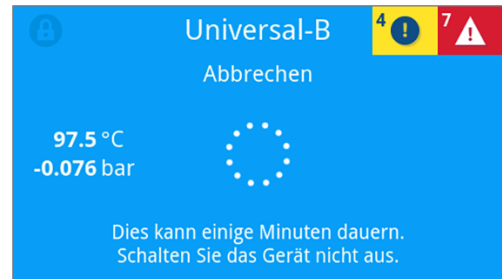 Universal-B
4
7
Abbrechen
97.5 °C
-0.076 bar
Dies kann einige Minuten dauern.
Schalten Sie das Gerät nicht aus.